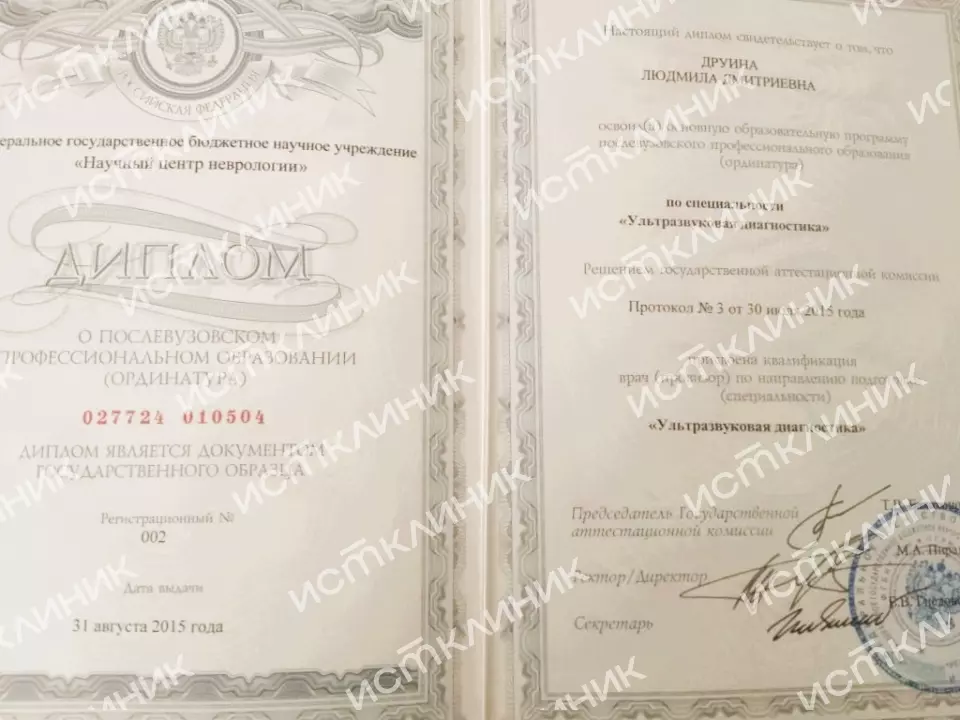 РОССИЙСКАЯ ФЕДЕРАЦИЯ
государственное бюджетное научное учреждение
«Научный центр неврологии»
ДИПЛОМ
О ПОСЛЕВУЗОВСКОМ
ПРОФЕССИОНАЛЬНОМ ОБРАЗОВАНИИ
(ОРДИНАТУРА)
027724 010504
ДИПЛОМ ЯВЛЯЕТСЯ ДОКУМЕНТОМ
ГОСУДАРСТВЕННОГО ОБРАЗЦА
Регистрационный №
002
Дата выдачи
31 августа 2015 года
Настоящий диплом свидетельствует о том, что
ДРУИНА
ЛЮДМИЛА ДМИТРИЕВНА
освоил(а) основную образовательную программу
послевузовского профессионального образования
(ординатура)
по специальности
«Ультразвуковая диагностика»
Решением государственной аттестационной комиссии
Протокол № 3 от 30 2015 года
присвоена квалификация
врач (провизор) по направлению
(специальности)
«Ультразвуковая диагностика»
Председатель Государственной
аттестационной комиссии
Ректор/Директор
М.А.
Секретарь
В.В.
ИСТКЛИНИК